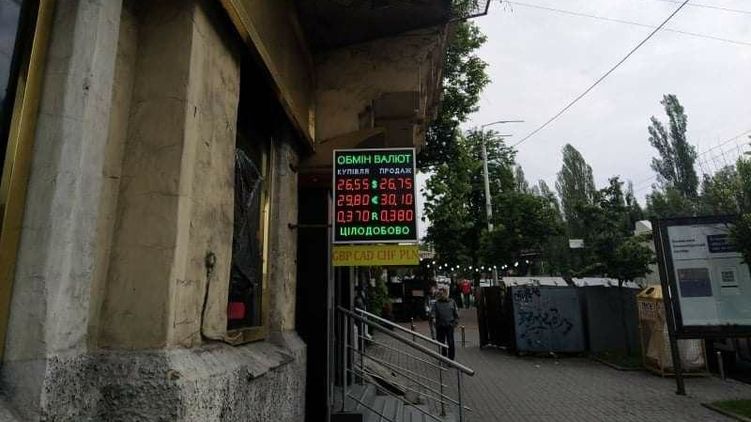 ОБМІН ВАЛЮТ
КУПІВЛЯ ПРОДАЖ
26,55 $ 26,75
29,80 € 30,10
0,370 R 0,380
ЦІЛОДОБОВО
GBP CAD CHF PLN